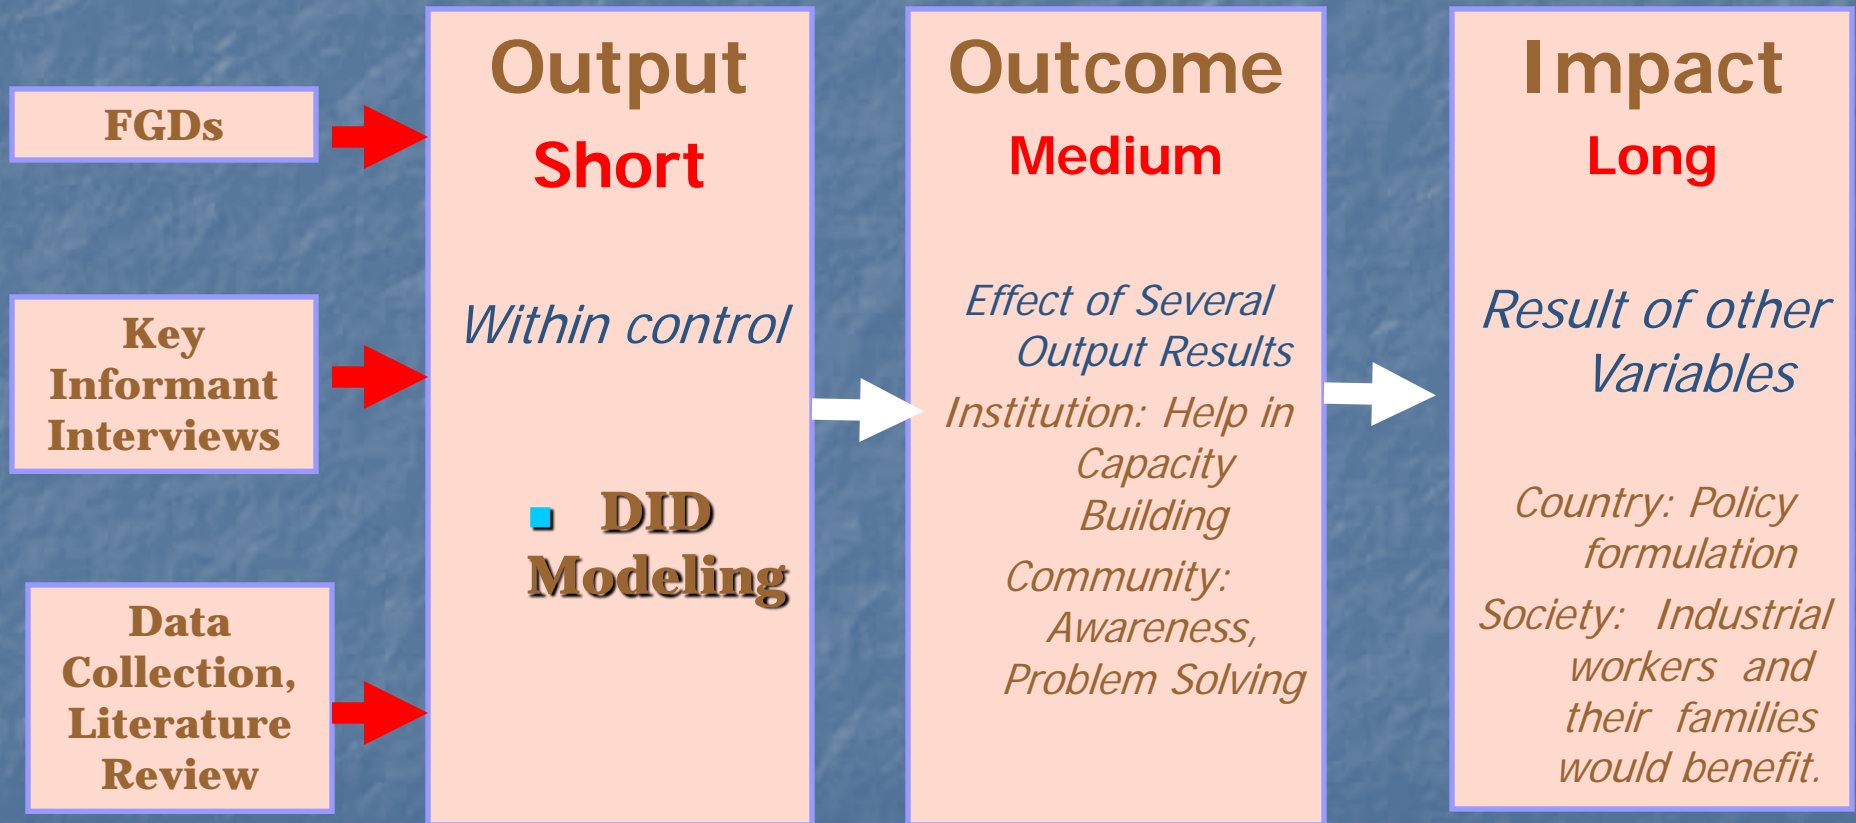 FGDs
Key
Informant
Interviews
Data
Collection,
Literature
Review
Output
Short
Within control
DID
Modeling
Outcome
Medium
Effect of Several
Output Results
Institution: Help in
Capacity
Building
Community:
Awareness,
Problem Solving
Impact
Long
Result of other
Variables
Country: Policy
formulation
Society: Industrial
workers and
their families
would benefit.